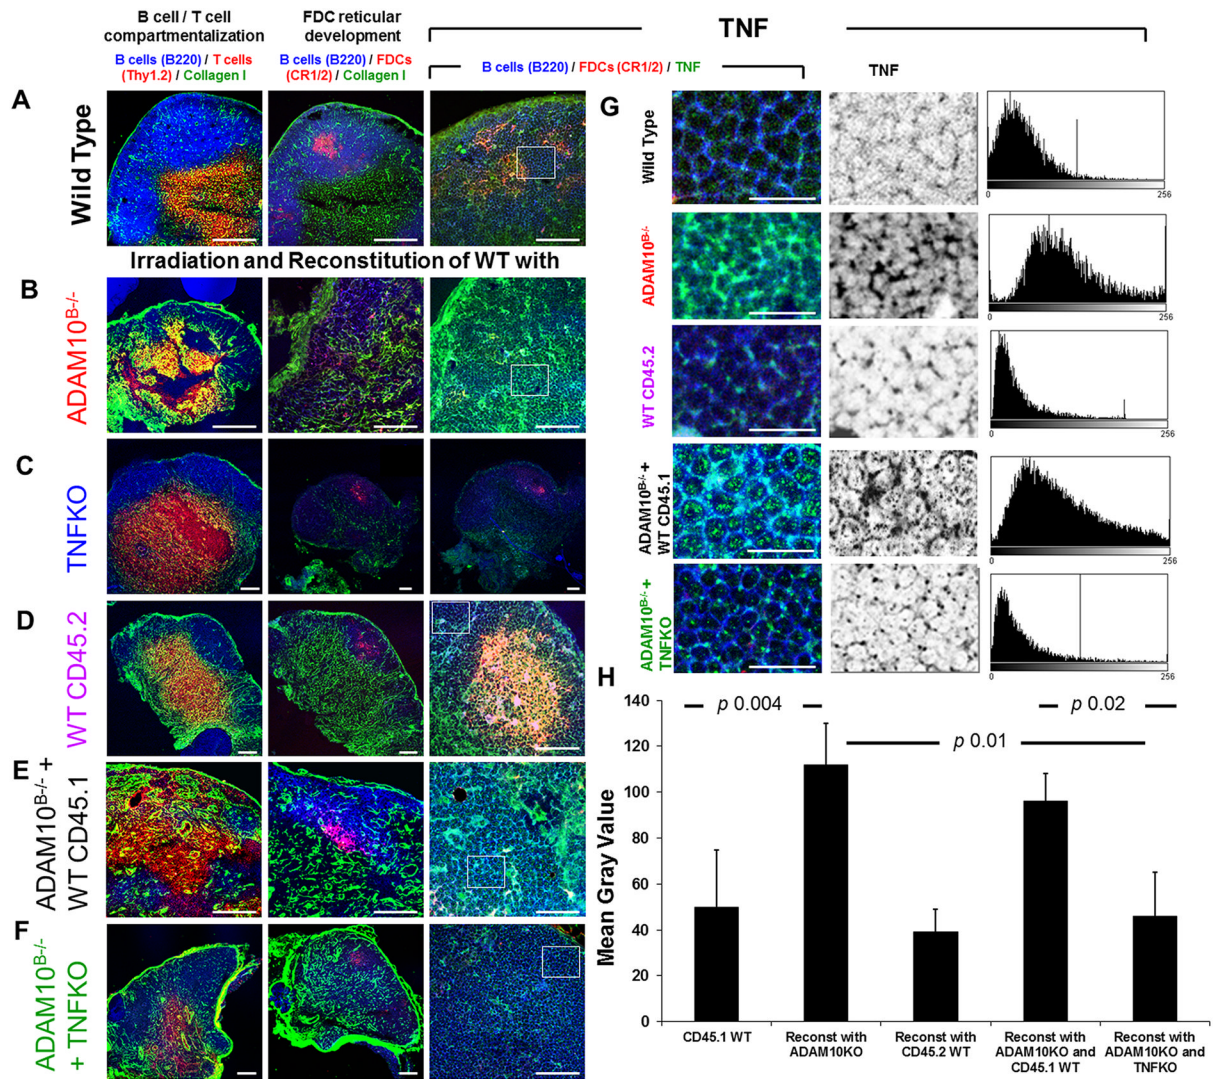 B cell / T cell
compartmentalization
B cells (B220) / T cells
(Thy1.2) / Collagen I
FDC reticular
development
B cells (B220) / FDCs
(CR1/2) / Collagen I
TNF
B cells (B220) / FDCs (CR1/2) / TNF
TNF
A
Wild Type
Irradiation and Reconstitution of WT with
B
ADAM10B-/-
C
TNFKO
D
WT CD45.2
E
ADAM10B-/- +
WT CD45.1
F
ADAM10B-/-
+ TNFKO
G
Wild Type
0
256
ADAM10B-/-
0
256
WT CD45.2
0
256
ADAM10B-/- +
WT CD45.1
0
256
ADAM10B-/- +
TNFKO
0
256
H
Mean Gray Value
140
120
100
80
60
40
20
0
p 0.004
p 0.02
p 0.01
CD45.1 WT
Reconst with
ADAM10KO
Reconst with
CD45.2 WT
Reconst with
ADAM10KO and
CD45.1 WT
Reconst with
ADAM10KO and
TNFKO